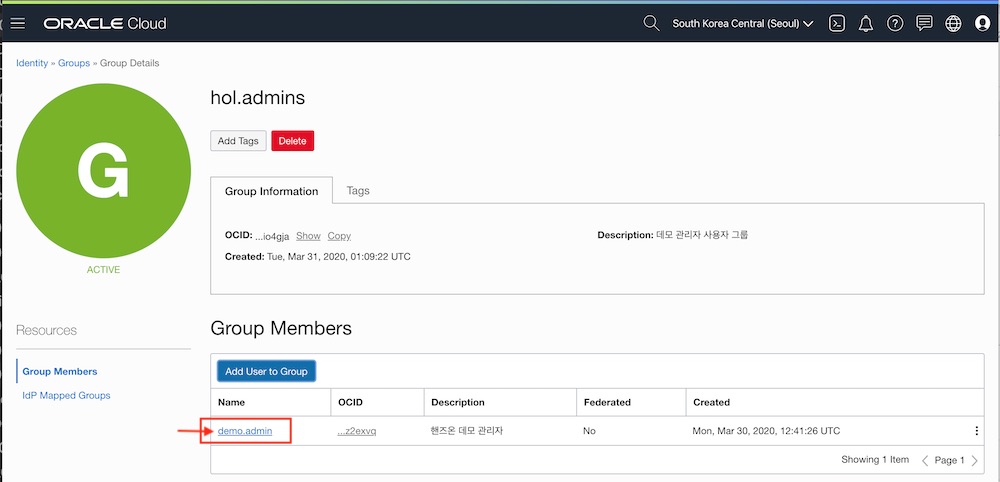 ORACLE Cloud South Korea Central (Seoul)
Identity » Groups » Group Details
G
ACTIVE
hol.admins
Add Tags Delete
Group Information Tags
OCID: ...io4gja Show Copy Description: 데모 관리자 사용자 그룹
Created: Tue, Mar 31, 2020, 01:09:22 UTC
Resources
Group Members
IdP Mapped Groups
Group Members
Add User to Group
Name OCID Description Federated Created
demo.admin ...z2exvq 핸즈온 데모 관리자 No Mon, Mar 30, 2020, 12:41:26 UTC
Showing 1 Item Page 1